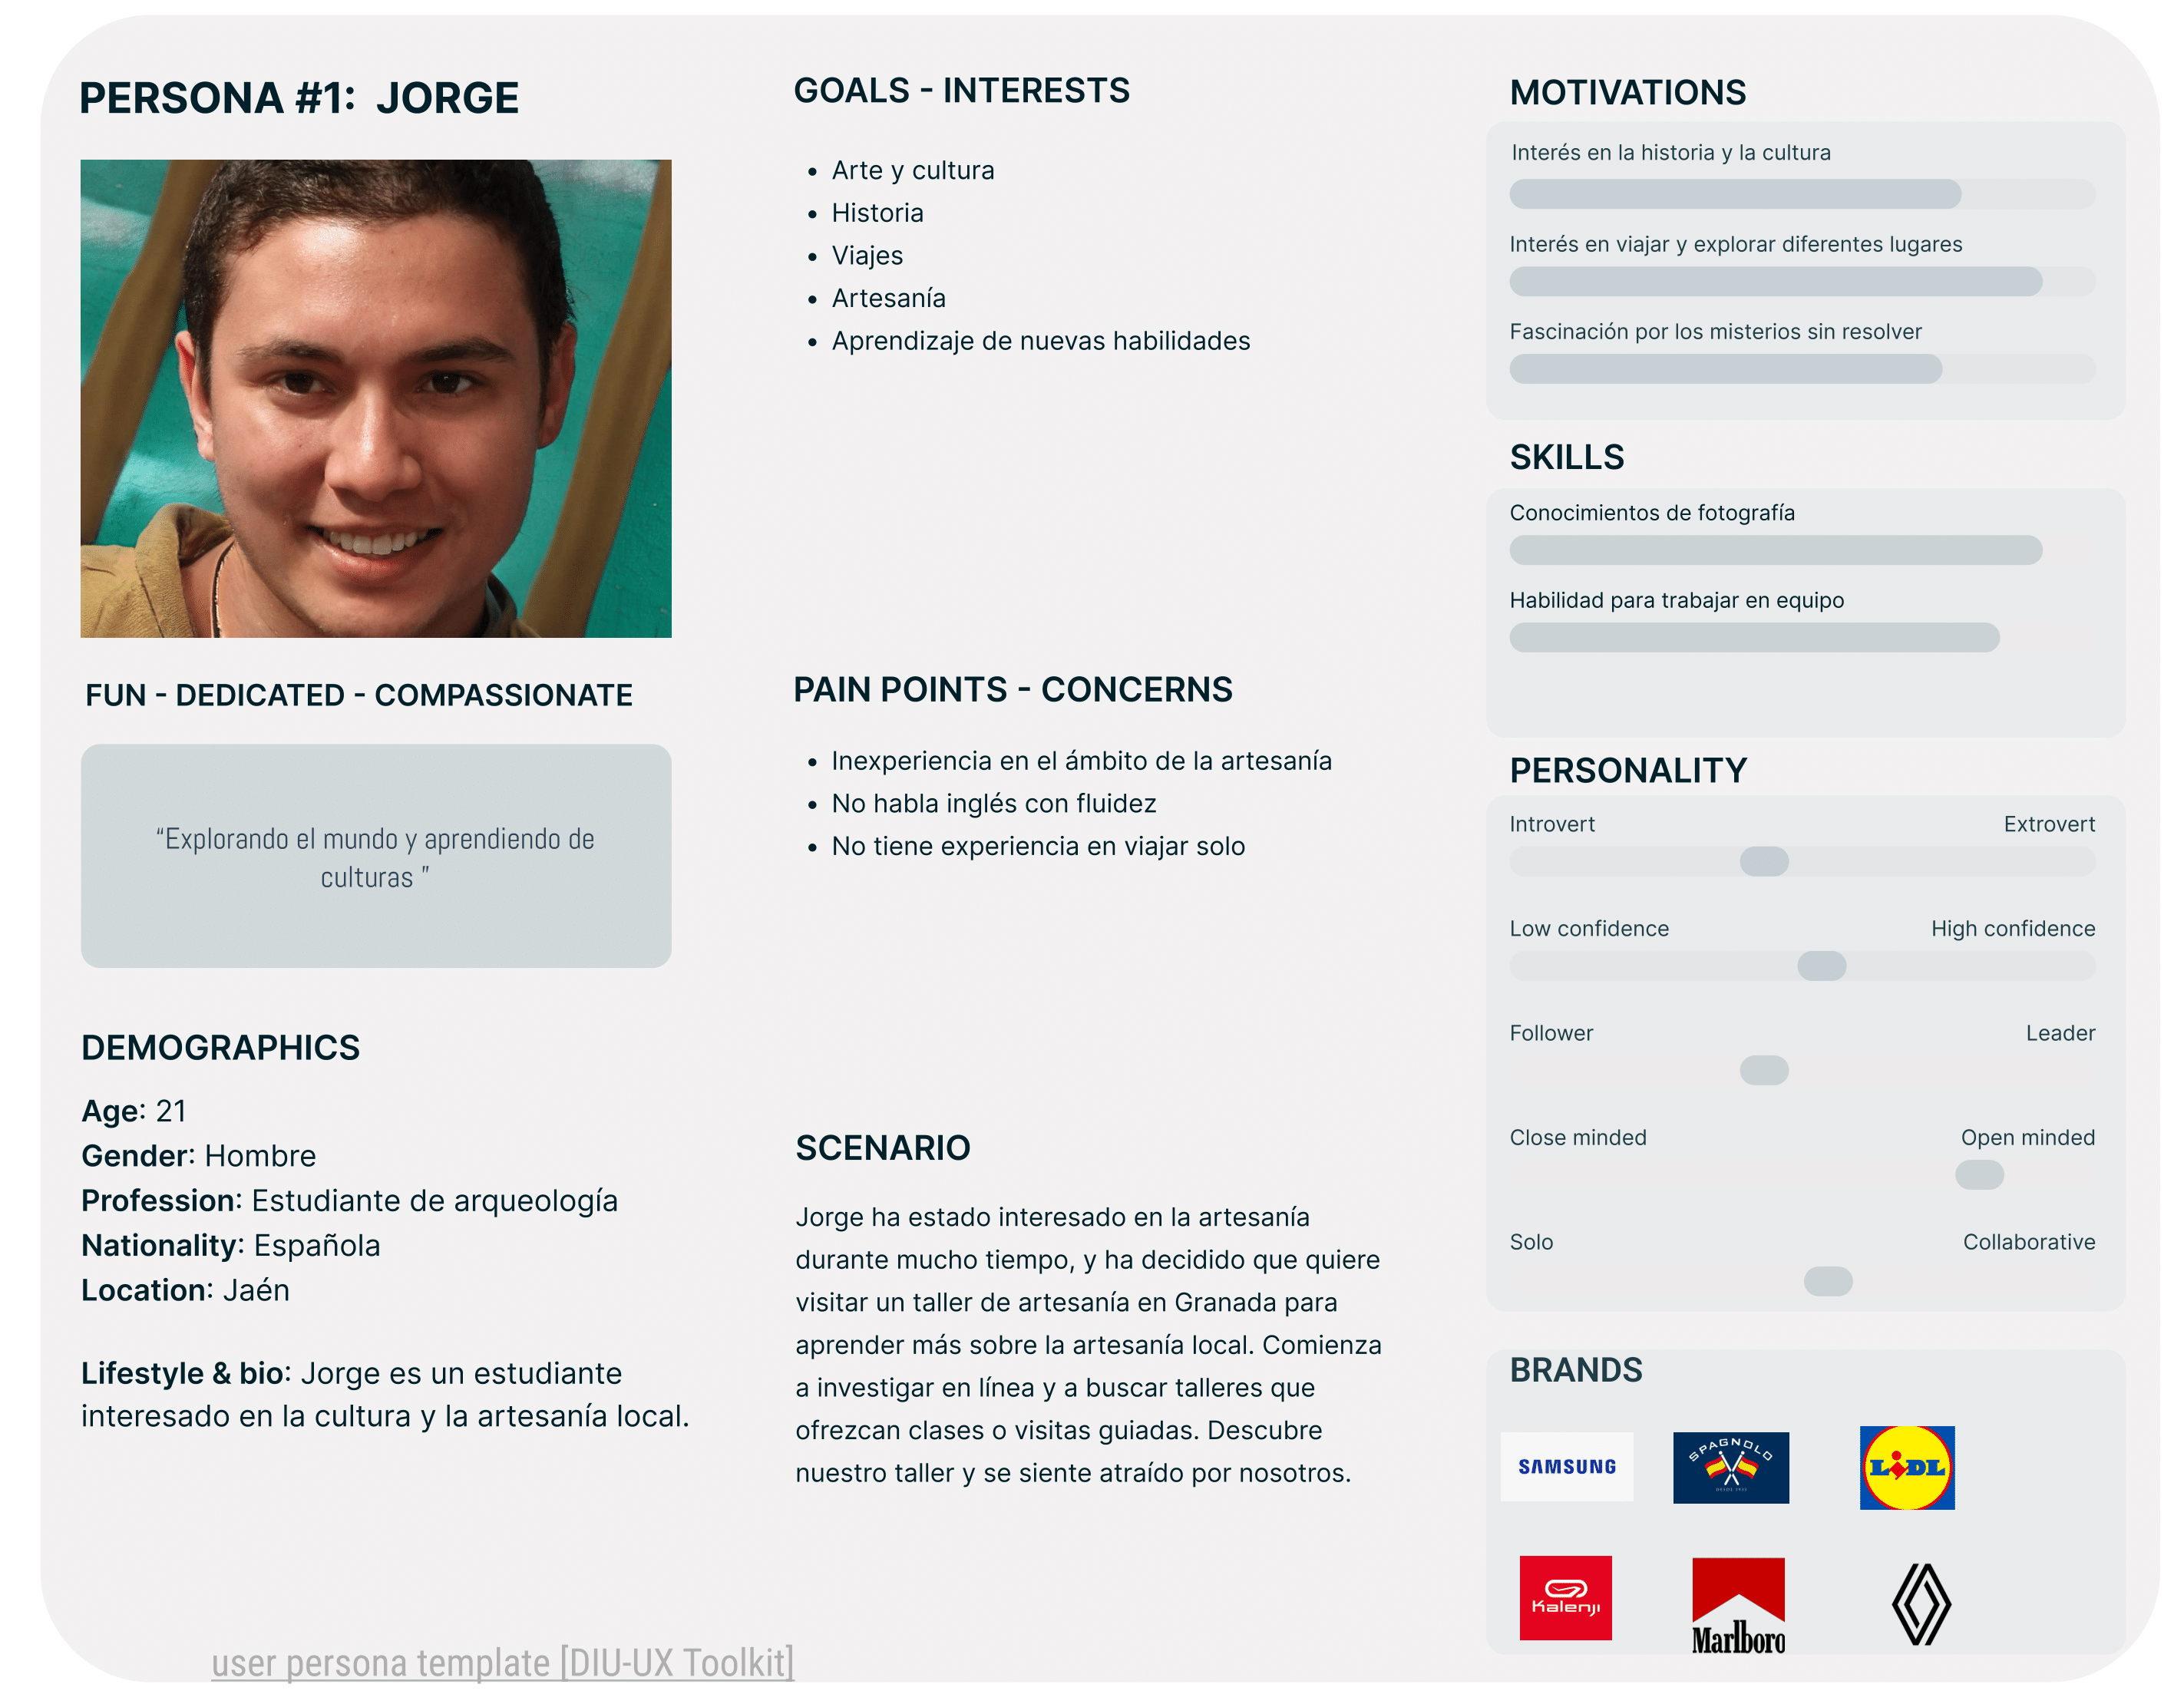 PERSONA #1: JORGE
FUN - DEDICATED - COMPASSIONATE
“Explorando el mundo y aprendiendo de
culturas ”
DEMOGRAPHICS
Age: 21
Gender: Hombre
Profession: Estudiante de arqueología
Nationality: Española
Location: Jaén
Lifestyle & bio: Jorge es un estudiante
interesado en la cultura y la artesanía local.
GOALS - INTERESTS
• Arte y cultura
• Historia
• Viajes
• Artesanía
• Aprendizaje de nuevas habilidades
PAIN POINTS - CONCERNS
• Inexperiencia en el ámbito de la artesanía
• No habla inglés con fluidez
• No tiene experiencia en viajar solo
SCENARIO
Jorge ha estado interesado en la artesanía
durante mucho tiempo, y ha decidido que quiere
visitar un taller de artesanía en Granada para
aprender más sobre la artesanía local. Comienza
a investigar en línea y a buscar talleres que
ofrezcan clases o visitas guiadas. Descubre
nuestro taller y se siente atraído por nosotros.
MOTIVATIONS
Interés en la historia y la cultura
Interés en viajar y explorar diferentes lugares
Fascinación por los misterios sin resolver
SKILLS
Conocimientos de fotografía
Habilidad para trabajar en equipo
PERSONALITY
Introvert Extrovert
Low confidence High confidence
Follower Leader
Close minded Open minded
Solo Collaborative
BRANDS
SAMSUNG
SPAGNOLO
LIDL
Kalenji
Marlboro
user persona template [DIU-UX Toolkit]